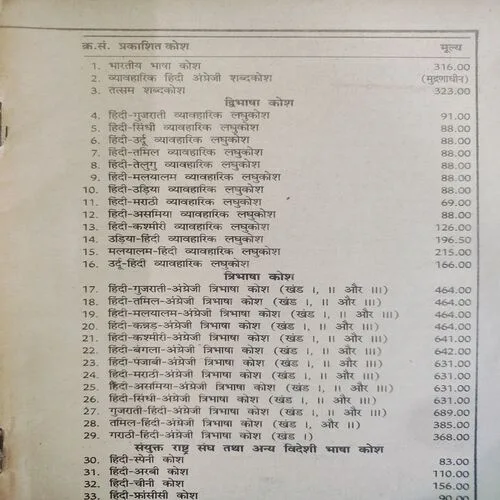 क्र.सं. प्रकाशित कोश मूल्य
1. भारतीय भाषा कोश 316.00
2. व्यावहारिक हिंदी अंग्रेजी शब्दकोश (मुद्रणाधीन)
3. तत्सम शब्दकोश 323.00
द्विभाषा कोश
4. हिंदी-गुजराती व्यावहारिक लघुकोश 91.00
5. हिंदी-सिंधी व्यावहारिक लघुकोश 88.00
6. हिंदी-उर्दू व्यावहारिक लघुकोश 88.00
7. हिंदी-तमिल व्यावहारिक लघुकोश 88.00
8. हिंदी-तेलुगु व्यावहारिक लघुकोश 88.00
9. हिंदी-मलयालम व्यावहारिक लघुकोश 88.00
10. हिंदी-उड़िया व्यावहारिक लघुकोश 88.00
11. हिंदी-मराठी व्यावहारिक लघुकोश 69.00
12. हिंदी-असमिया व्यावहारिक लघुकोश 88.00
13. हिंदी-कश्मीरी व्यावहारिक लघुकोश 126.00
14. उड़िया-हिंदी व्यावहारिक लघुकोश 196.50
15. मलयालम-हिंदी व्यावहारिक लघुकोश 215.00
16. उर्दू-हिंदी व्यावहारिक लघुकोश 166.00
त्रिभाषा कोश
17. हिंदी-गुजराती-अंग्रेजी त्रिभाषा कोश (खंड I, II और III) 464.00
18. हिंदी-तमिल-अंग्रेजी त्रिभाषा कोश (खंड I, II और III) 464.00
19. हिंदी-मलयालम-अंग्रेजी त्रिभाषा कोश (खंड I, II और III) 464.00
20. हिंदी-कन्नड़-अंग्रेजी त्रिभाषा कोश (खंड I, II और III) 464.00
21. हिंदी-कश्मीरी-अंग्रेजी त्रिभाषा कोश (खंड I, II और III) 641.00
22. हिंदी-बंगला-अंग्रेजी त्रिभाषा कोश (खंड I, II और III) 642.00
23. हिंदी-पंजाबी-अंग्रेजी त्रिभाषा कोश (खंड I, II और III) 631.00
24. हिंदी-मराठी-अंग्रेजी त्रिभाषा कोश (खंड I, II और III) 631.00
25. हिंदी-असमिया-अंग्रेजी त्रिभाषा कोश (खंड I, II और III) 631.00
26. हिंदी-सिंधी-अंग्रेजी त्रिभाषा कोश (खंड I, II और III) 631.00
27. गुजराती-हिंदी-अंग्रेजी त्रिभाषा कोश (खंड I, II और III) 689.00
28. तमिल-हिंदी-अंग्रेजी त्रिभाषा कोश (खंड I, II और III) 385.00
29. गराठी-हिंदी-अंग्रेजी त्रिभाषा कोश (खंड I) 368.00
संयुक्त राष्ट्र संघ तथा अन्य विदेशी भाषा कोश
30. हिंदी-स्पेनी कोश 83.00
31. हिंदी-अरबी कोश 110.00
32. हिंदी-चीनी कोश 156.00
33. हिंदी-फ्रांसीसी कोश 90.00